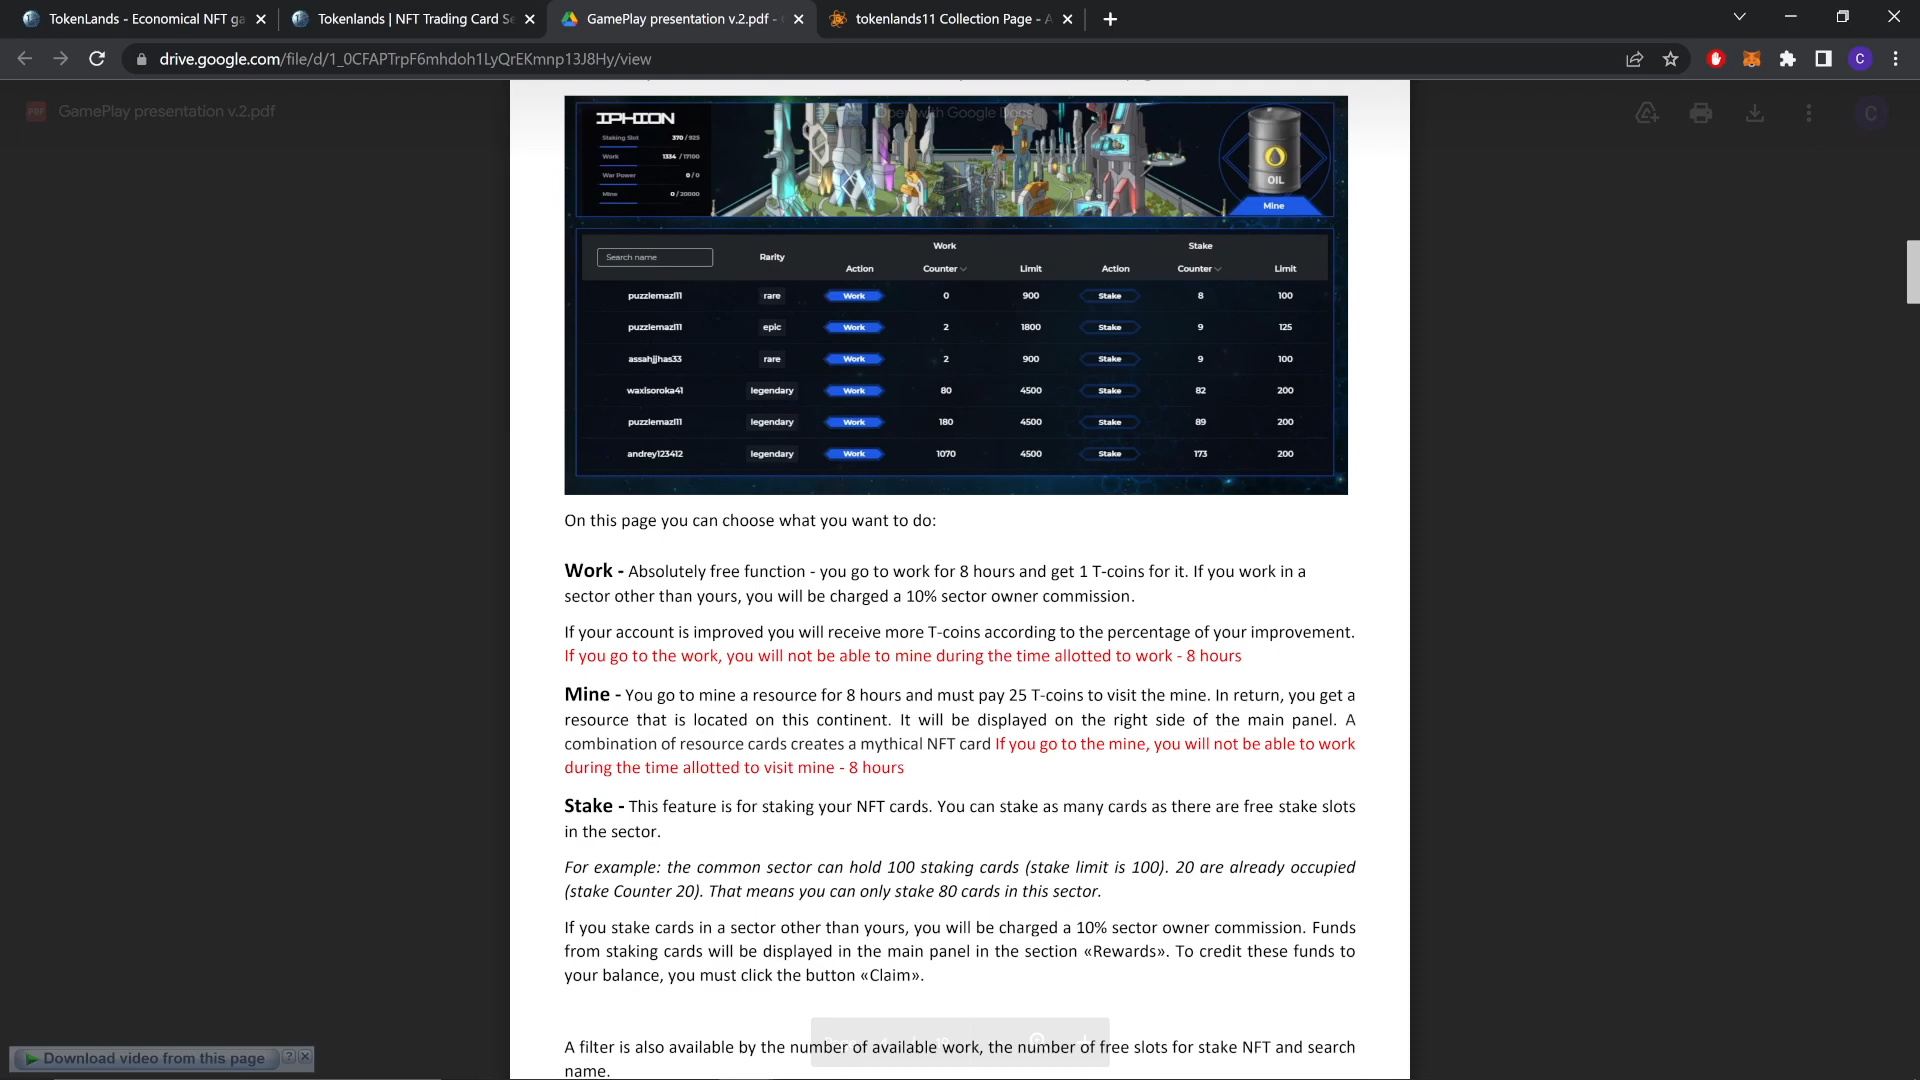 TokenLands - Economical NFT ga
Tokenlands | NFT Trading Card Se
GamePlay presentation v.2.pdf -
tokenlands11 Collection Page - A
drive.google.com/file/d/1_0CFAPTrpF6mhdoh1LyQrEKmnp13J8Hy/view
C
PDF GamePlay presentation v.2.pdf
Open with Google Docs
C
IPHION
Staking Slot 370 / 925
Work 1334 / 17100
War Power 0 / 0
Mine 0 / 20000
OIL
Mine
Work Stake
Search name Rarity Action Counter Limit Action Counter Limit
puzzlemazl11 rare Work 0 900 Stake 8 100
puzzlemazl11 epic Work 2 1800 Stake 9 125
assahjjhas33 rare Work 2 900 Stake 9 100
waxisoroka41 legendary Work 80 4500 Stake 82 200
puzzlemazl11 legendary Work 180 4500 Stake 89 200
andrey123412 legendary Work 1070 4500 Stake 173 200
On this page you can choose what you want to do:
Work - Absolutely free function - you go to work for 8 hours and get 1 T-coins for it. If you work in a
sector other than yours, you will be charged a 10% sector owner commission.
If your account is improved you will receive more T-coins according to the percentage of your improvement.
If you go to the work, you will not be able to mine during the time allotted to work - 8 hours
Mine - You go to mine a resource for 8 hours and must pay 25 T-coins to visit the mine. In return, you get a
resource that is located on this continent. It will be displayed on the right side of the main panel. A
combination of resource cards creates a mythical NFT card If you go to the mine, you will not be able to work
during the time allotted to visit mine - 8 hours
Stake - This feature is for staking your NFT cards. You can stake as many cards as there are free stake slots
in the sector.
For example: the common sector can hold 100 staking cards (stake limit is 100). 20 are already occupied
(stake Counter 20). That means you can only stake 80 cards in this sector.
If you stake cards in a sector other than yours, you will be charged a 10% sector owner commission. Funds
from staking cards will be displayed in the main panel in the section «Rewards». To credit these funds to
your balance, you must click the button «Claim».
A filter is also available by the number of available work, the number of free slots for stake NFT and search
name.
Download video from this page ? X